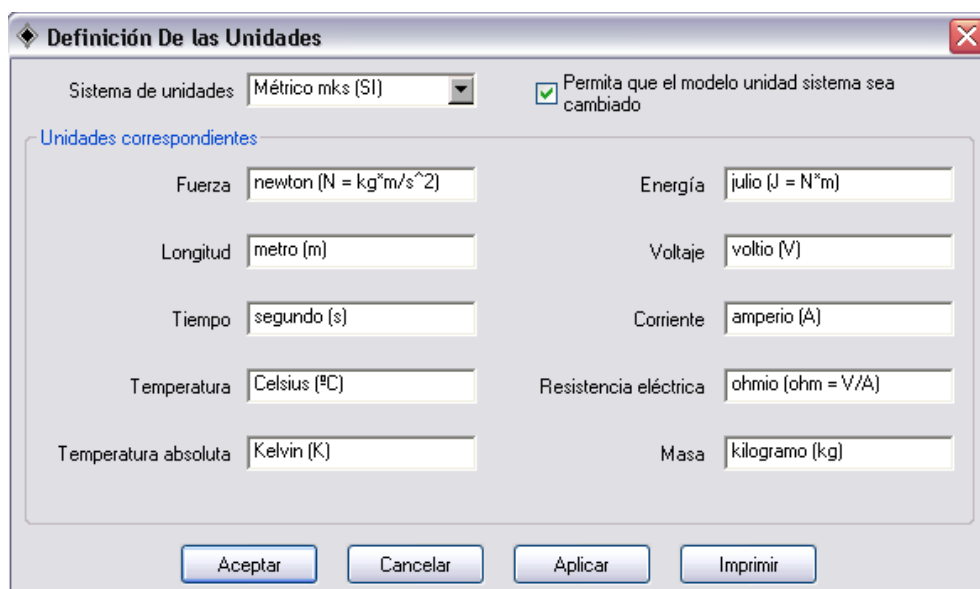 Definición De las Unidades
Sistema de unidades Métrico mks (SI)
Permita que el modelo unidad sistema sea
cambiado
Unidades correspondientes
Fuerza newton (N = kg*m/s^2)
Energía julio (J = N*m)
Longitud metro (m)
Voltaje voltio (V)
Tiempo segundo (s)
Corriente amperio (A)
Temperatura Celsius (ºC)
Resistencia eléctrica ohmio (ohm = V/A)
Temperatura absoluta Kelvin (K)
Masa kilogramo (kg)
Aceptar Cancelar Aplicar Imprimir